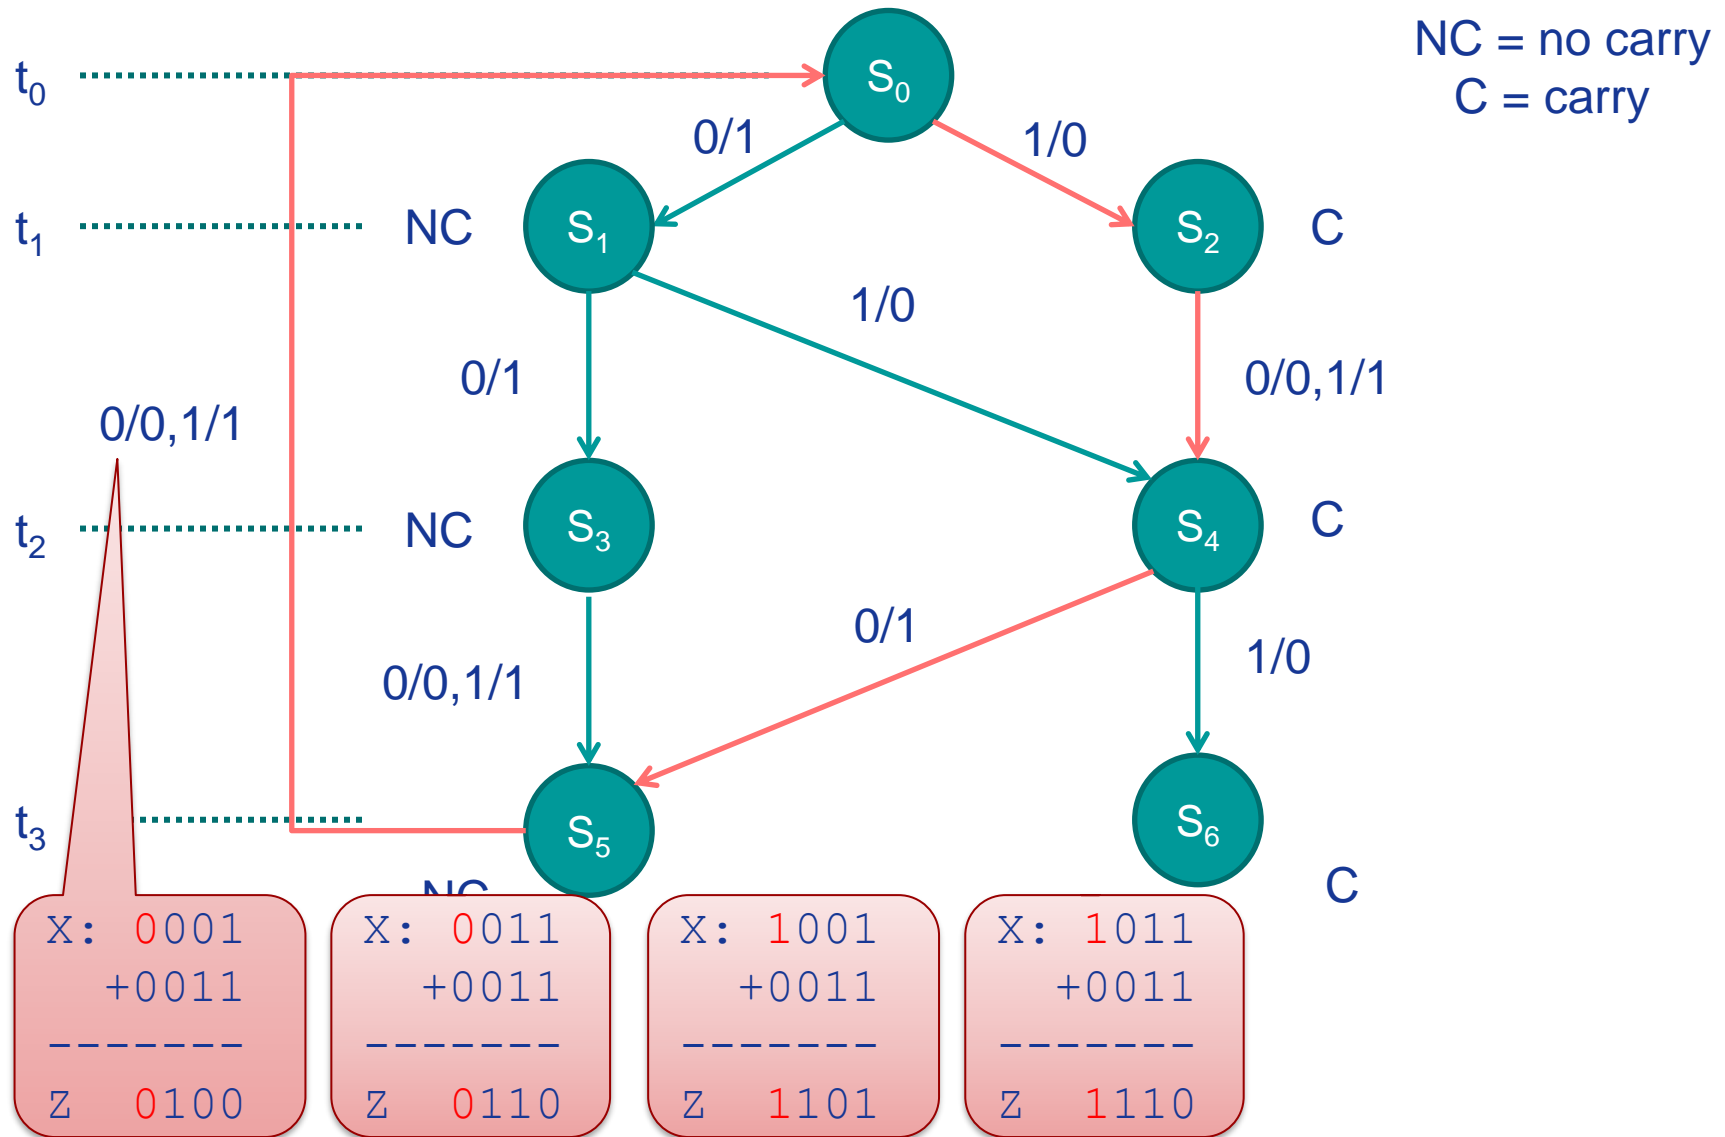 NC = no carry
C = carry
t0
S0
0/1
1/0
t1
NC
S1
S2
C
1/0
0/1
0/0,1/1
0/0,1/1
t2
NC
S3
S4
C
0/1
1/0
0/0,1/1
t3
S5
S6
NC
C
X: 0001
+0011
-------
Z 0100
X: 0011
+0011
-------
Z 0110
X: 1001
+0011
-------
Z 1101
X: 1011
+0011
-------
Z 1110